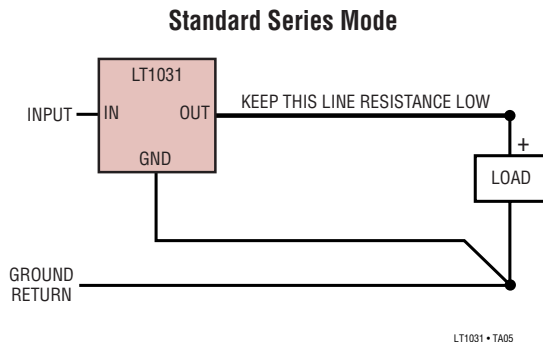 Standard Series Mode
LT1031
INPUT
IN
OUT
KEEP THIS LINE RESISTANCE LOW
GND
+
LOAD
GROUND
RETURN
LT1031 • TA05